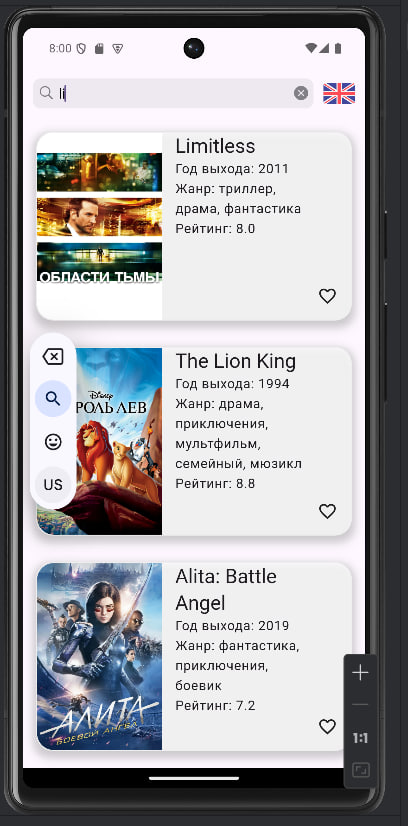 8:00
li
Limitless
Год выхода: 2011
Жанр: триллер,
драма, фантастика
Рейтинг: 8.0
ОБЛАСТИ ТЬМЫ
The Lion King
Год выхода: 1994
Жанр: драма,
приключения,
мультфильм,
семейный, мюзикл
Рейтинг: 8.8
Disney
РОЛЬ ЛЕВ
US
Alita: Battle
Angel
Год выхода: 2019
Жанр: фантастика,
приключения,
боевик
Рейтинг: 7.2
АЛИТА
БОЕВОЙ АНГЕЛ
1:1